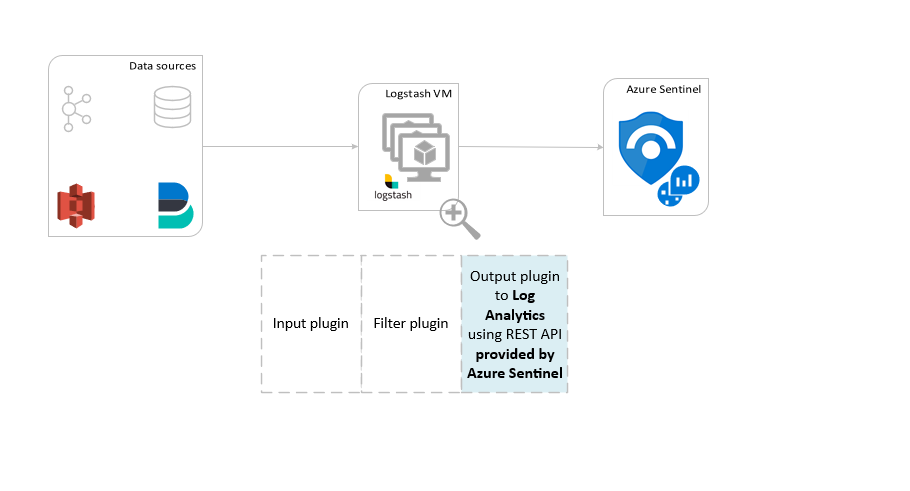 Data sources
Logstash VM
logstash
Azure Sentinel
Input plugin
Filter plugin
Output plugin
to Log
Analytics
using REST API
provided by
Azure Sentinel